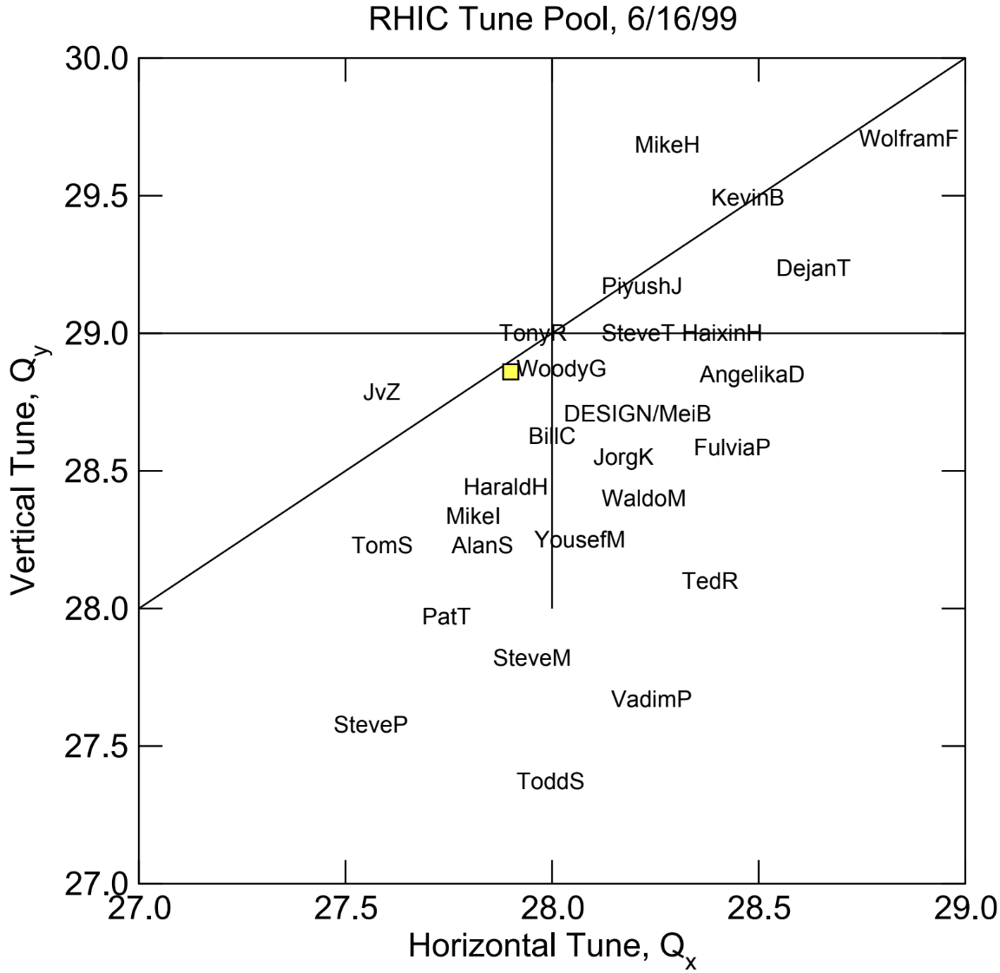 RHIC Tune Pool, 6/16/99
30.0
MikeH
WolframF
29.5
KevinB
DejanT
PiyushJ
29.0
TonyR
SteveT
HaixinH
WoodyG
AngelikaD
JvZ
DESIGN/MeiB
BillC
FulviaP
JorgK
28.5
HaraldH
WaldoM
MikeI
YousefM
TomS
AlanS
TedR
28.0
PatT
SteveM
VadimP
SteveP
27.5
ToddS
27.0
27.0 27.5 28.0 28.5 29.0
Horizontal Tune, Qx
Vertical Tune, Qy